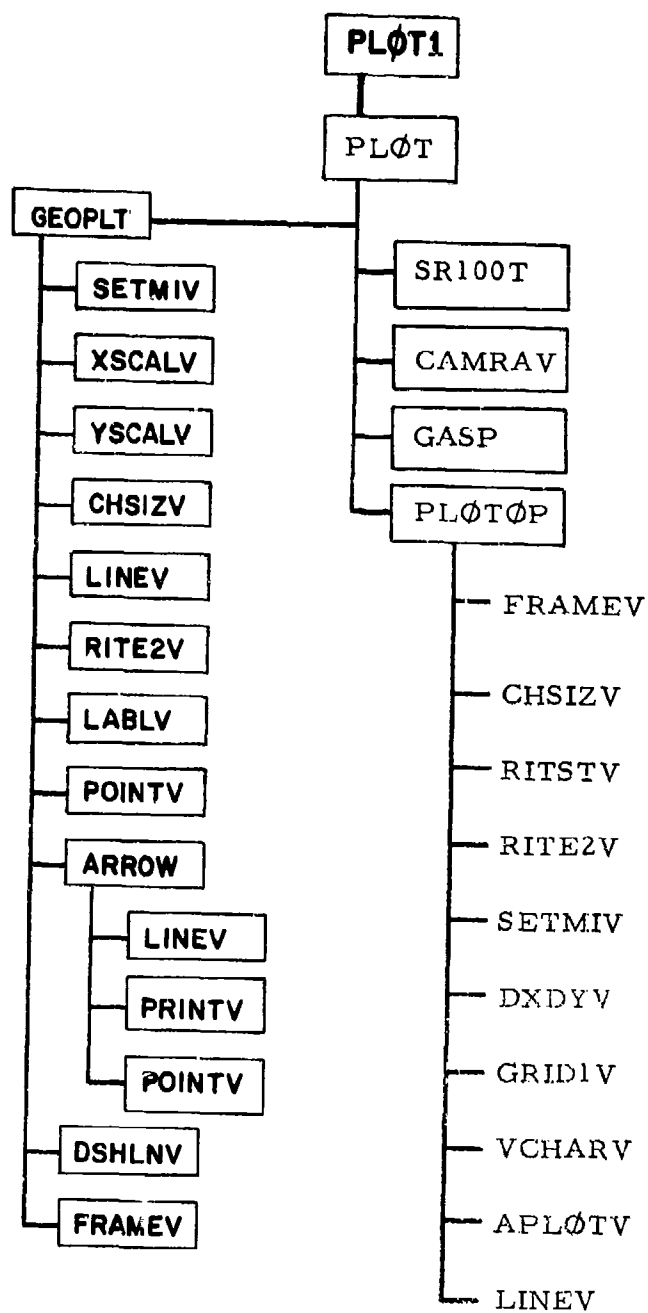 PLØT1
PLØT
GEOPLT
SETMIV
XSCALV
YSCALV
CHSIZV
LINEV
RITE2V
LABLV
POINTV
ARROW
LINEV
PRINTV
POINTV
DSHLNV
FRAMEV
SR100T
CAMRAV
GASP
PLØTØP
FRAMEV
CHSIZV
RITSTV
RITE2V
SETMIV
DXDYV
GRID1V
VCHARV
APLØTV
LINEV